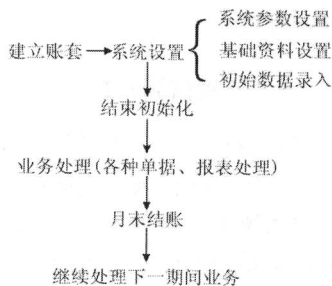 系统参数设置
建立账套
系统设置
基础资料设置
初始数据录入
结束初始化
业务处理(各种单据、报表处理)
月末结账
继续处理下一期间业务